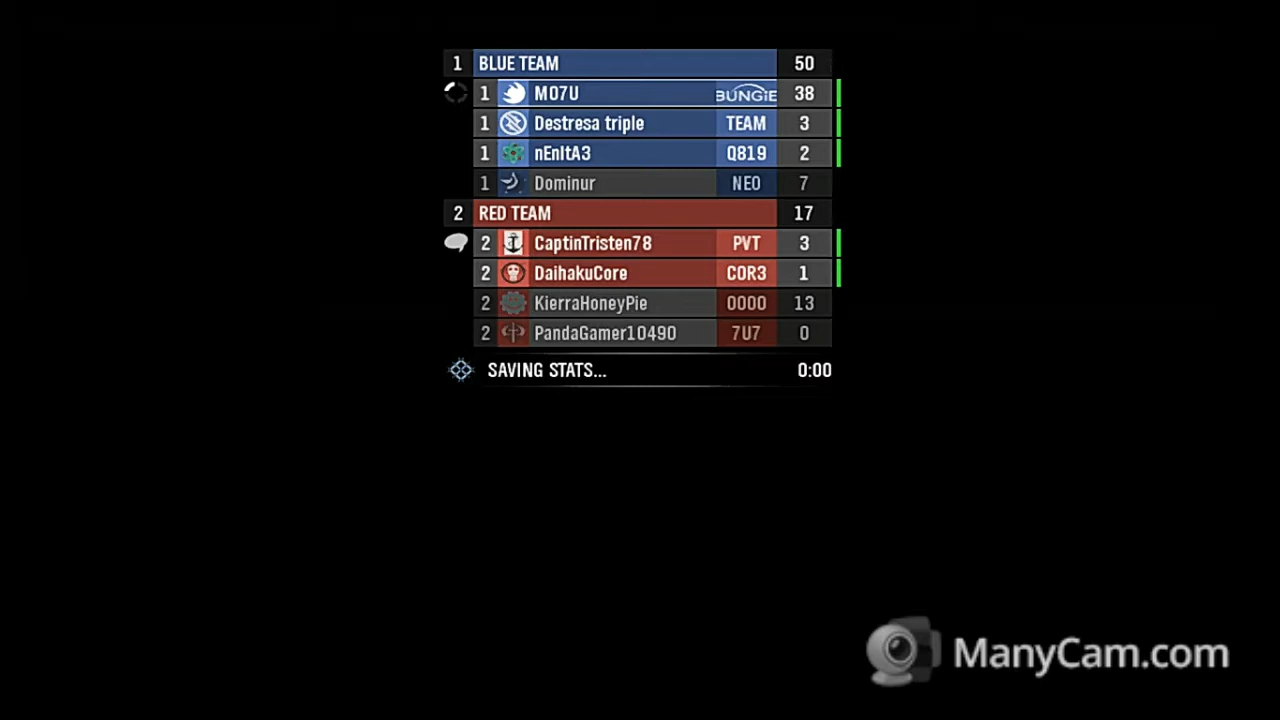 1 BLUE TEAM 50
1 M07U BUNGiE 38
1 Destresa triple TEAM 3
1 nEnItA3 Q819 2
1 Dominur NEO 7
2 RED TEAM 17
2 CaptinTristen78 PVT 3
2 DaihakuCore COR3 1
2 KierraHoneyPie 0000 13
2 PandaGamer10490 7U7 0
SAVING STATS... 0:00
ManyCam.com